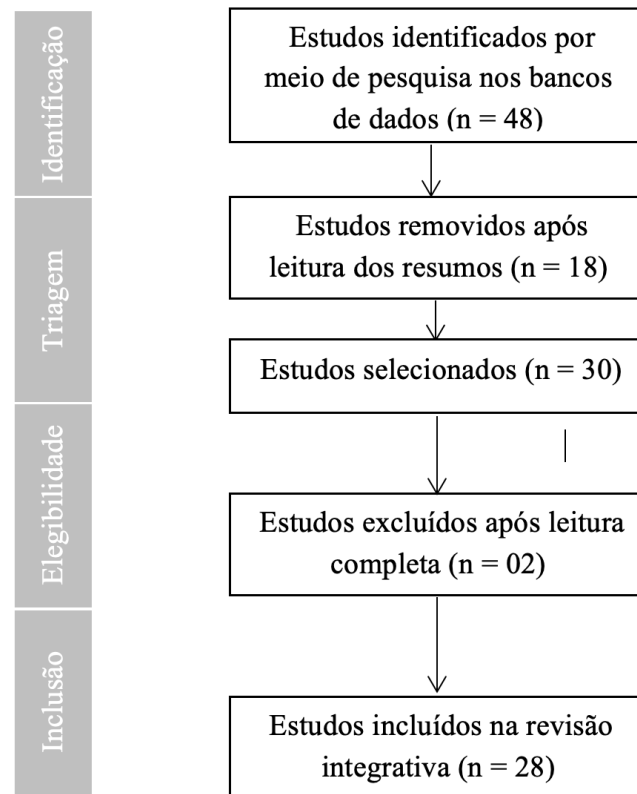 Identificação
Estudos identificados por
meio de pesquisa nos bancos
de dados (n = 48)
Triagem
Estudos removidos após
leitura dos resumos (n = 18)
Estudos selecionados (n = 30)
Elegibilidade
Estudos excluídos após leitura
completa (n = 02)
Inclusão
Estudos incluídos na revisão
integrativa (n = 28)